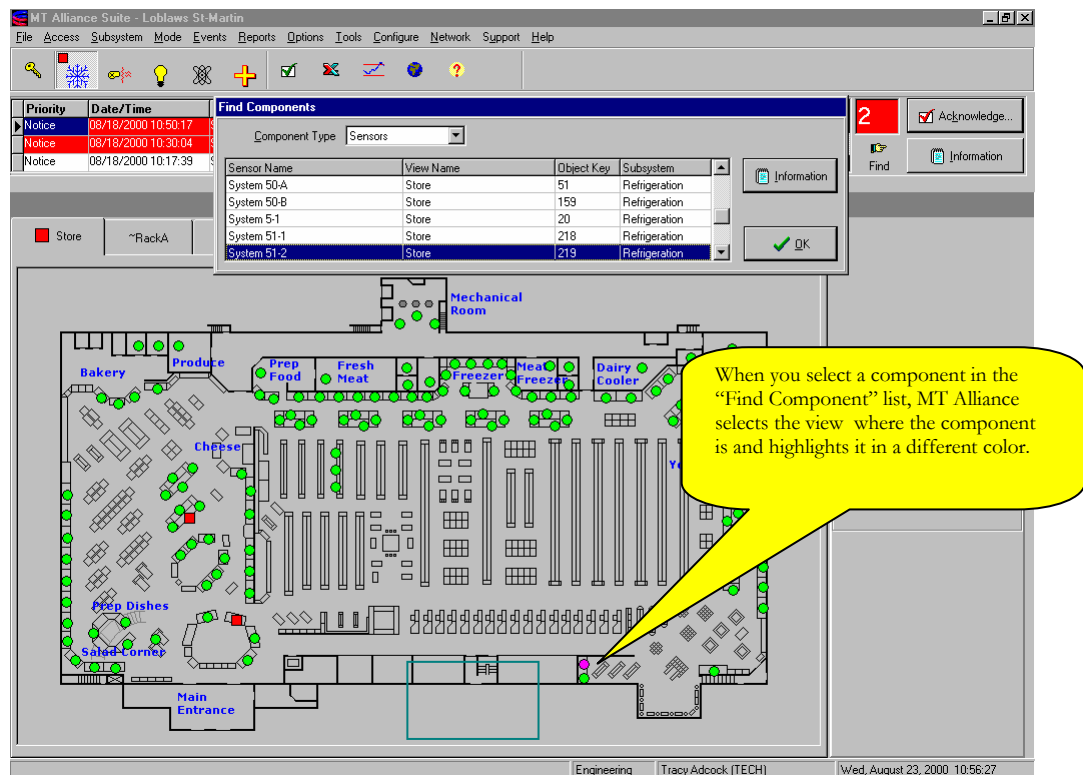 MT Alliance Suite - Loblaws St-Martin
File Access Subsystem Mode Events Reports Options Tools Configure Network Support Help
Priority Date/Time
Notice 08/18/2000 10:50:17
Notice 08/18/2000 10:30:04
Notice 08/18/2000 10:17:39
Find Components
Component Type Sensors
Sensor Name View Name Object Key Subsystem
System 50-A Store 51 Refrigeration
System 50-B Store 159 Refrigeration
System 5-1 Store 20 Refrigeration
System 51-1 Store 218 Refrigeration
System 51-2 Store 219 Refrigeration
Information
OK
2
Acknowledge...
Find
Information
Store
~RackA
Mechanical
Room
Bakery
Produce
Prep
Food
Fresh
Meat
Freezer
Meat
Freezer
Dairy
Cooler
Cheese
When you select a component in the
“Find Component” list, MT Alliance
selects the view where the component
is and highlights it in a different color.
Prep Dishes
Salad Corner
Main
Entrance
Engineering Tracy Adcock (TECH) Wed, August 23, 2000 10:56:27